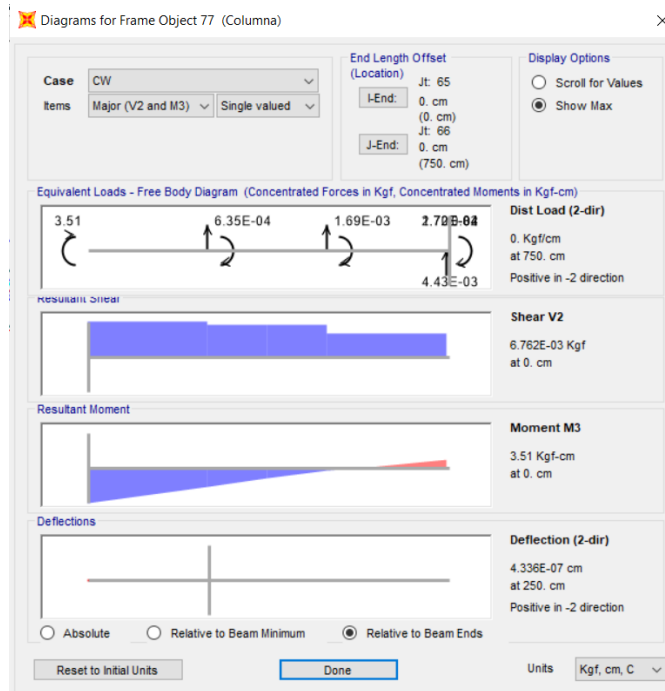 Diagrams for Frame Object 77 (Columna)
Case CW
Items Major (V2 and M3) Single valued
End Length Offset
(Location)
Jt: 65
I-End: 0. cm
(0. cm)
Jt: 66
J-End: 0. cm
(750. cm)
Display Options
Scroll for Values
Show Max
Equivalent Loads - Free Body Diagram (Concentrated Forces in Kgf, Concentrated Moments in Kgf-cm)
3.51 6.35E-04 1.69E-03
4.43E-03
Dist Load (2-dir)
0. Kgf/cm
at 750. cm
Positive in -2 direction
Resultant Shear
Shear V2
6.762E-03 Kgf
at 0. cm
Resultant Moment
Moment M3
3.51 Kgf-cm
at 0. cm
Deflections
Deflection (2-dir)
4.336E-07 cm
at 250. cm
Positive in -2 direction
Absolute Relative to Beam Minimum Relative to Beam Ends
Reset to Initial Units Done Units Kgf, cm, C